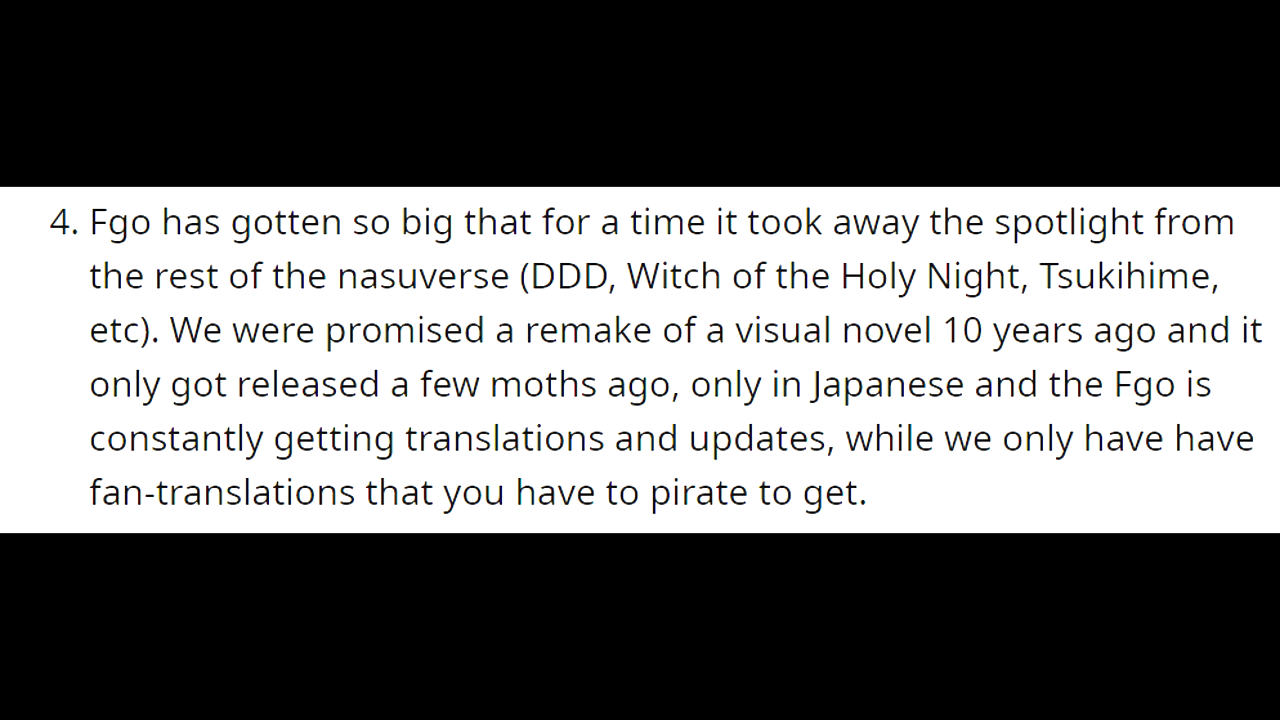 4. Fgo has gotten so big that for a time it took away the spotlight from
the rest of the nasuverse (DDD, Witch of the Holy Night, Tsukihime,
etc). We were promised a remake of a visual novel 10 years ago and it
only got released a few moths ago, only in Japanese and the Fgo is
constantly getting translations and updates, while we only have have
fan-translations that you have to pirate to get.